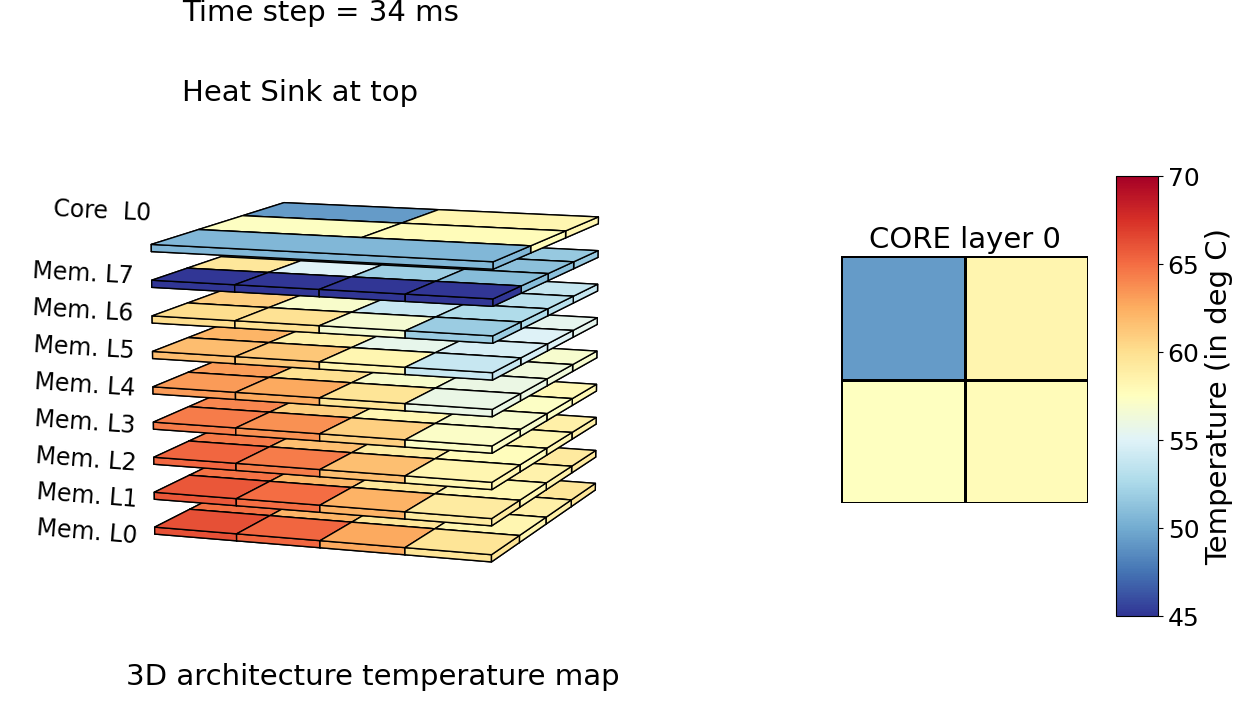 Time step = 34 ms
Heat Sink at top
Core  L0
Mem. L7
Mem. L6
Mem. L5
Mem. L4
Mem. L3
Mem. L2
Mem. L1
Mem. L0
3D architecture temperature map
CORE layer 0
70
65
60
55
50
45
Temperature (in deg C)